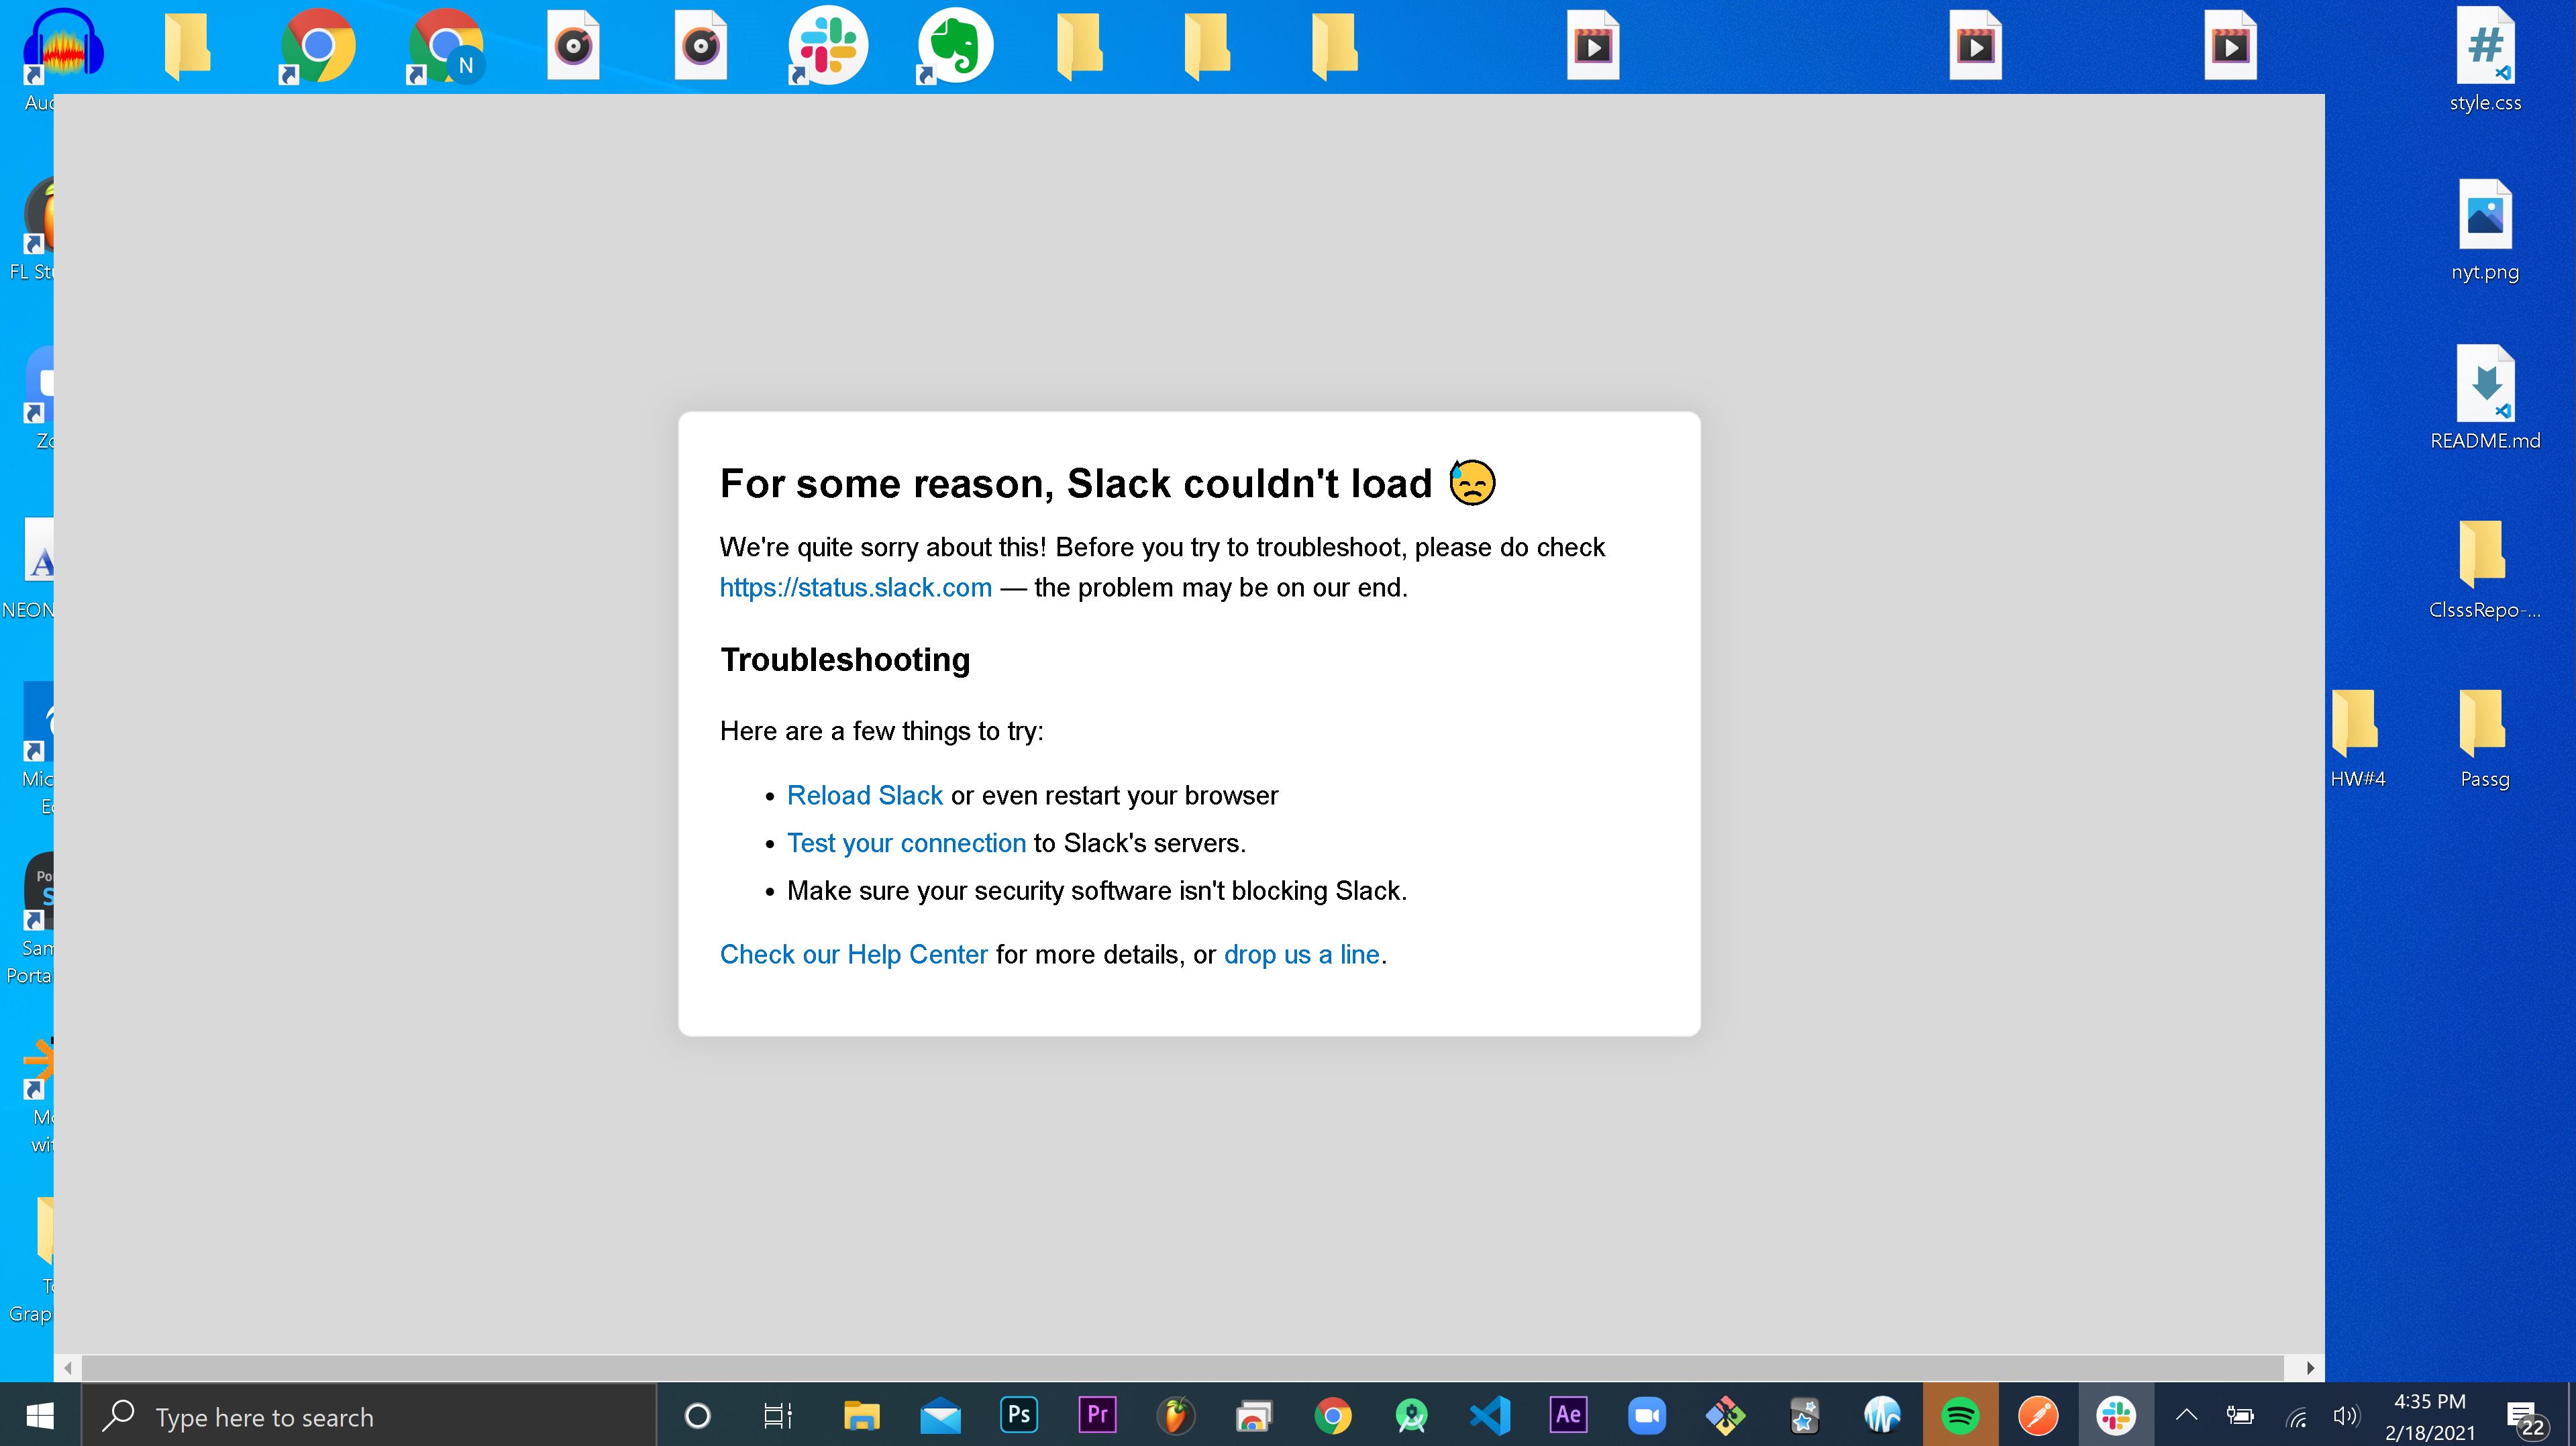 Auc
style.css
FL Stu
nyt.png
Zo
README.md
For some reason, Slack couldn't load
We're quite sorry about this! Before you try to troubleshoot, please do check
https://status.slack.com — the problem may be on our end.
NEON
ClsssRepo-...
Troubleshooting
Here are a few things to try:
Mic
Ec
HW#4
Passg
• Reload Slack or even restart your browser
• Test your connection to Slack's servers.
• Make sure your security software isn't blocking Slack.
Po
S
Sam
Porta
Check our Help Center for more details, or drop us a line.
Mo
wit
To
Grap
Type here to search
Ps
Pr
Ae
4:35 PM
2/18/2021
22
N